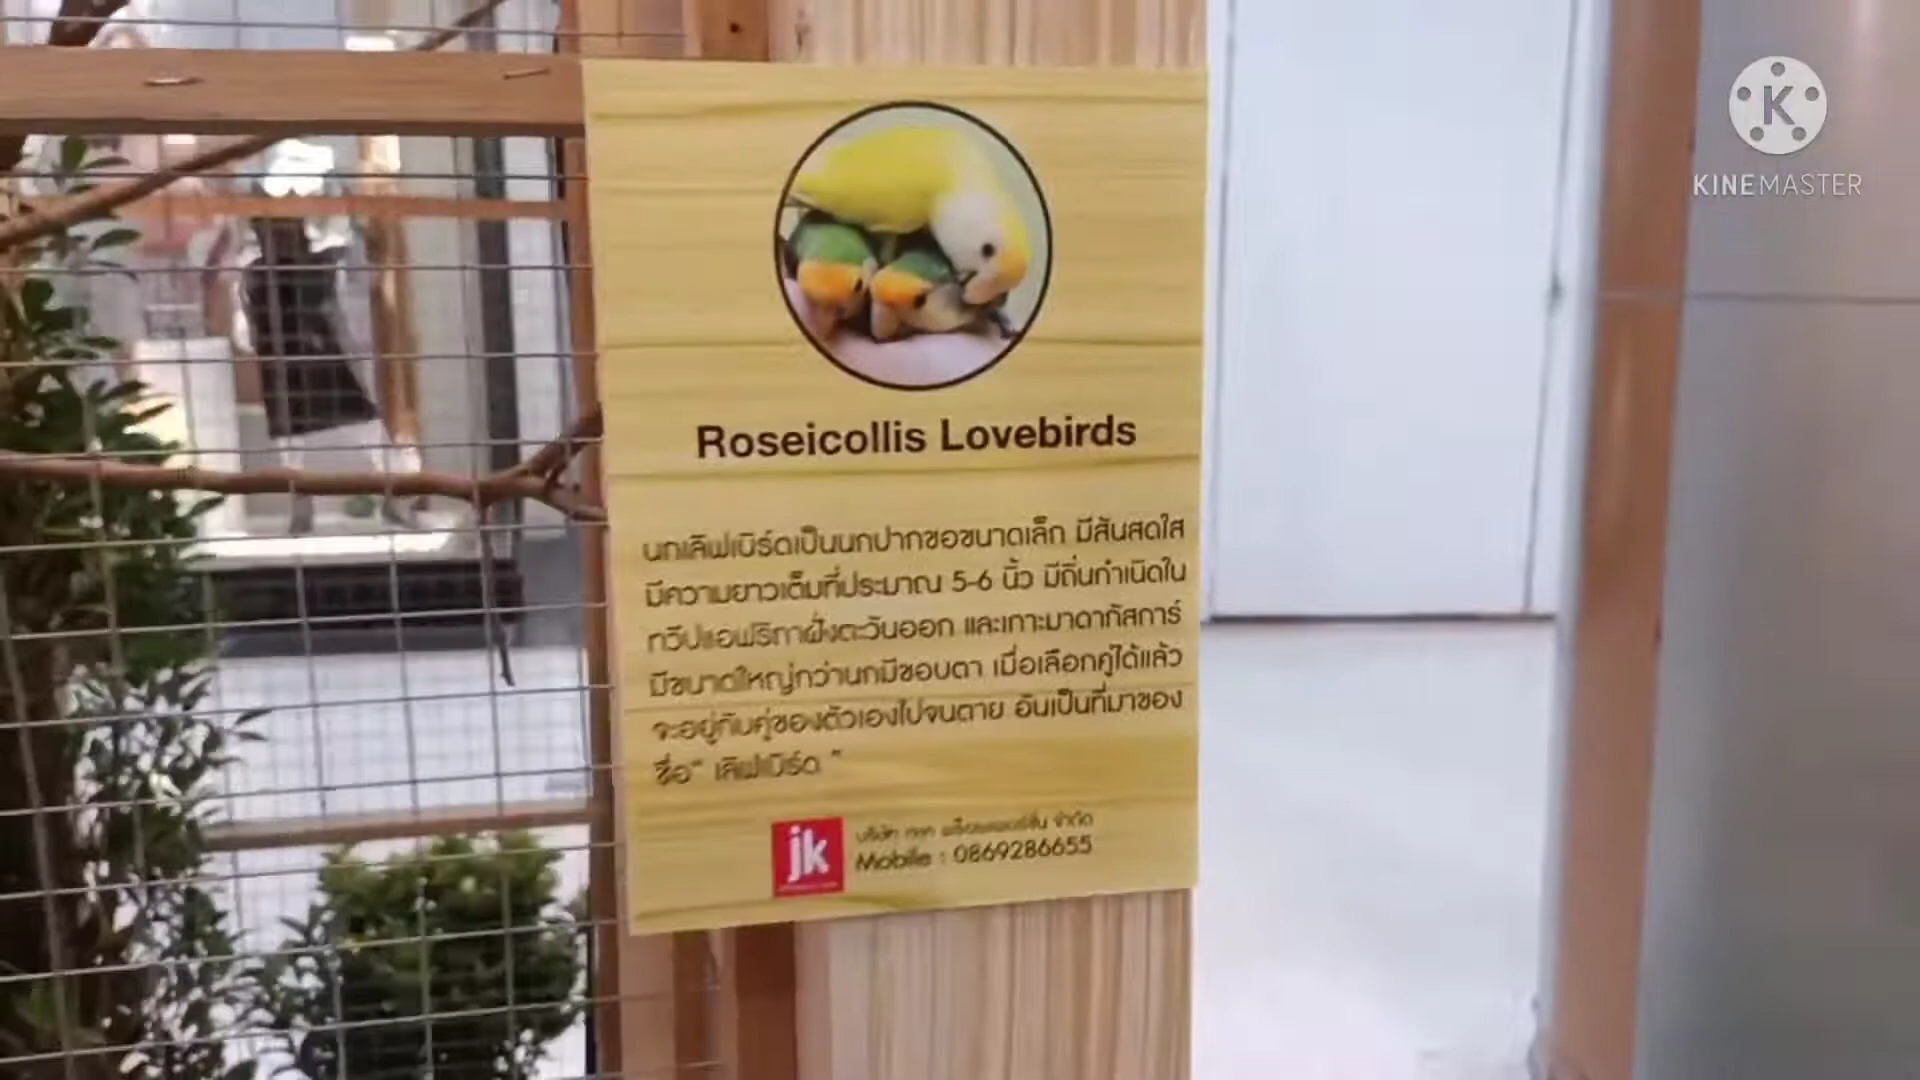 KINEMASTER
Roseicollis Lovebirds
นกเลิฟเบิร์ดเป็นนกปากขอขนาดเล็ก มีสันสดใส
มีความยาวเต็มที่ประมาณ 5-6 นิ้ว มีถิ่นกำเนิดใน
ทวีปแอฟริกาฝั่งตะวันออก และเกาะมาดากัสการ์
มีขนาดใหญ่กว่านกมีขอบตา เมื่อเลือกคู่ได้แล้ว
จะอยู่กับคู่ของตัวเองไปจนตาย อันเป็นที่มาของ
ชื่อ" เลิฟเบิร์ด "
jk
บริษัท จำกัด
Mobile : 0869286655